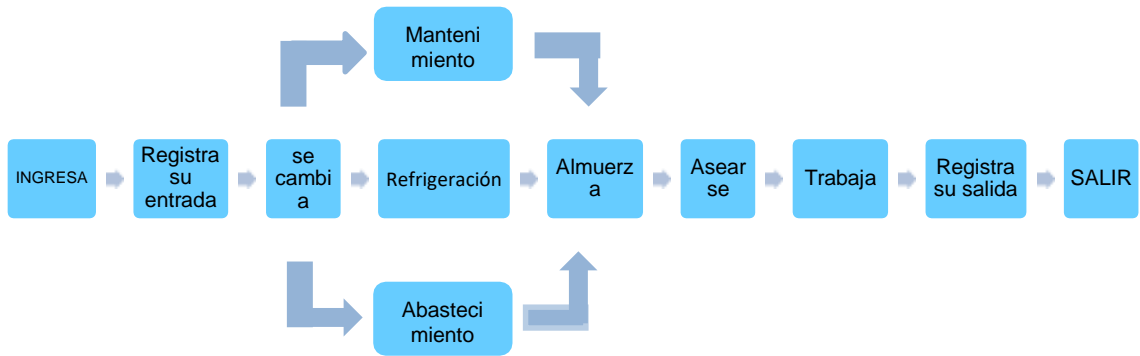 Manteni
miento
INGRESA
Registra
su
entrada
se
cambi
a
Refrigeración
Almuerz
a
Asear
se
Trabaja
Registra
su salida
SALIR
Abasteci
miento